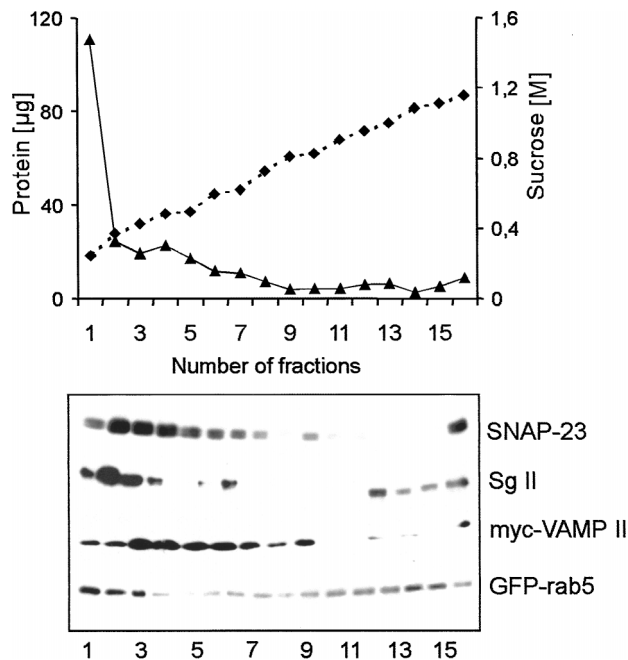 120
80
40
0
Protein [µg]
1,6
1,2
0,8
0,4
0
Sucrose [M]
1 3 5 7 9 11 13 15
Number of fractions
SNAP-23
Sg II
myc-VAMP II
GFP-rab5
1 3 5 7 9 11 13 15